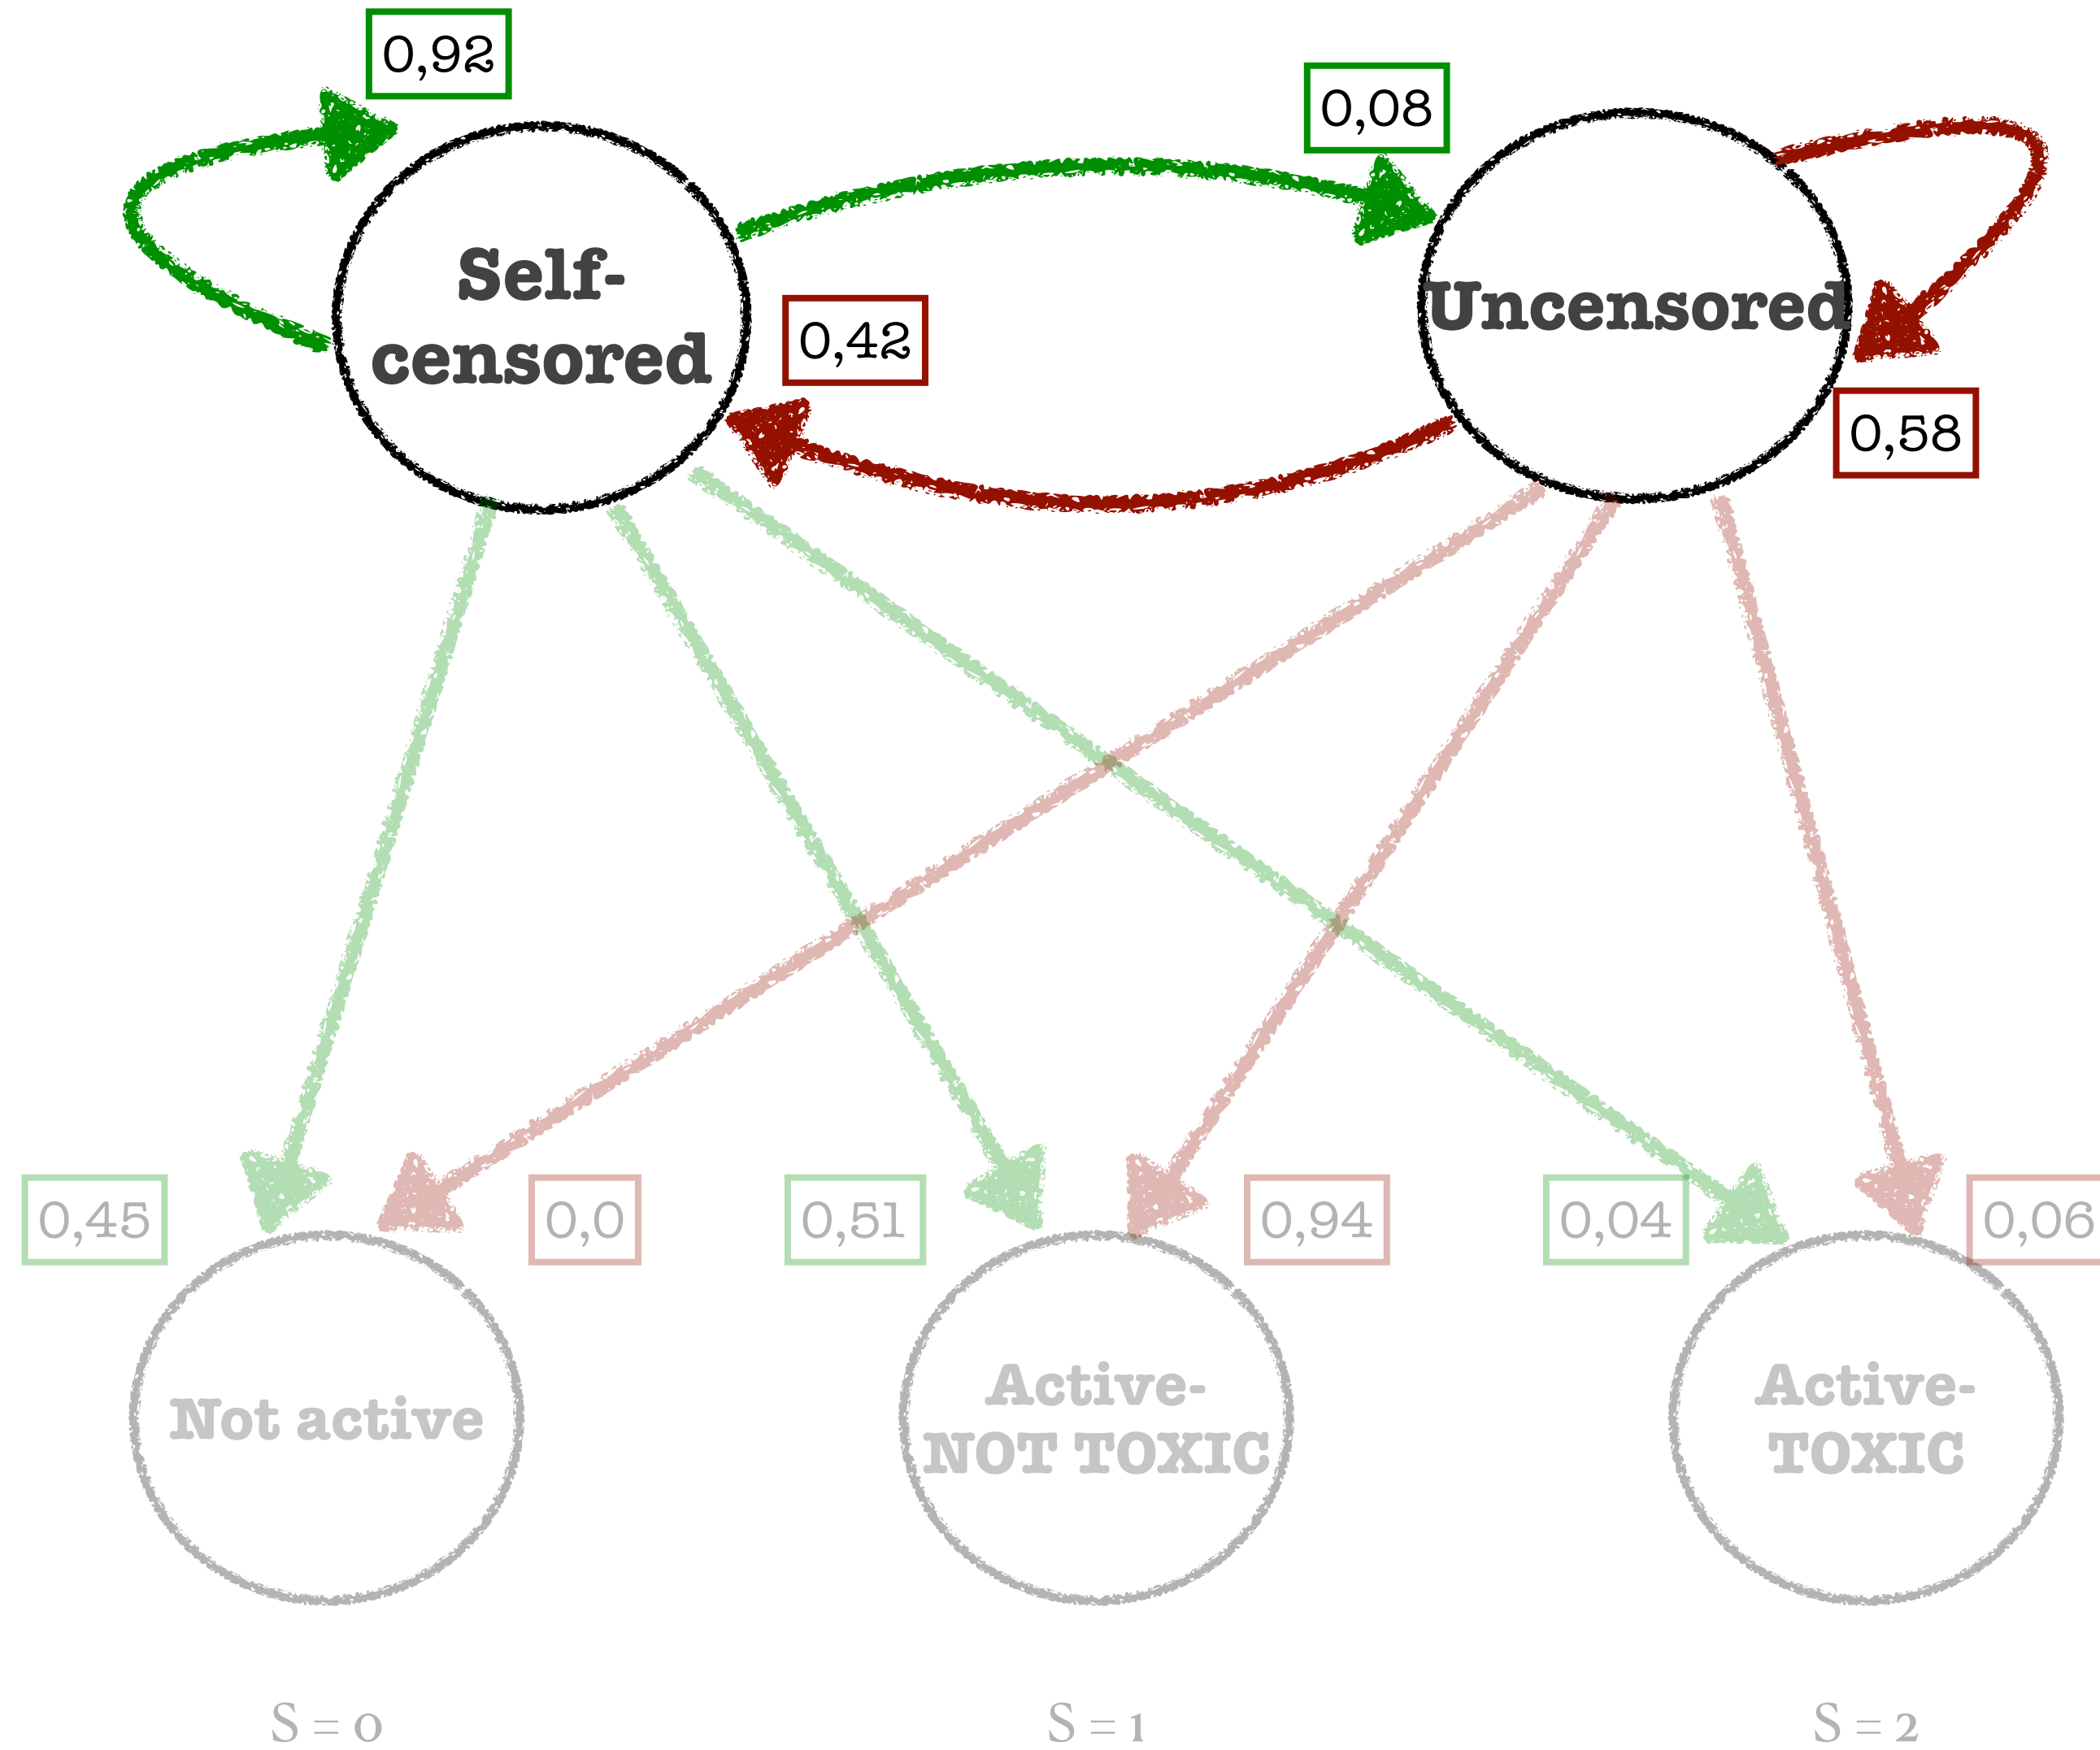 0,92
0,08
Self-
censored
Uncensored
0,42
0,58
0,45
0,0
0,51
0,94
0,04
0,06
Not active
Active-
NOT TOXIC
Active-
TOXIC
S = 0
S = 1
S = 2